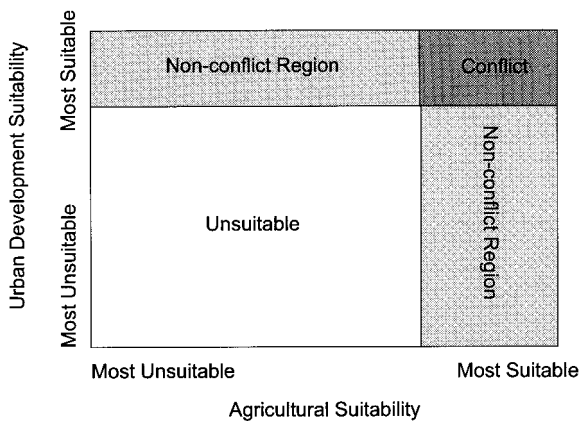 Urban Development Suitability
Most Suitable
Most Unsuitable
Non-conflict Region
Conflict
Unsuitable
Non-conflict Region
Most Unsuitable
Most Suitable
Agricultural Suitability